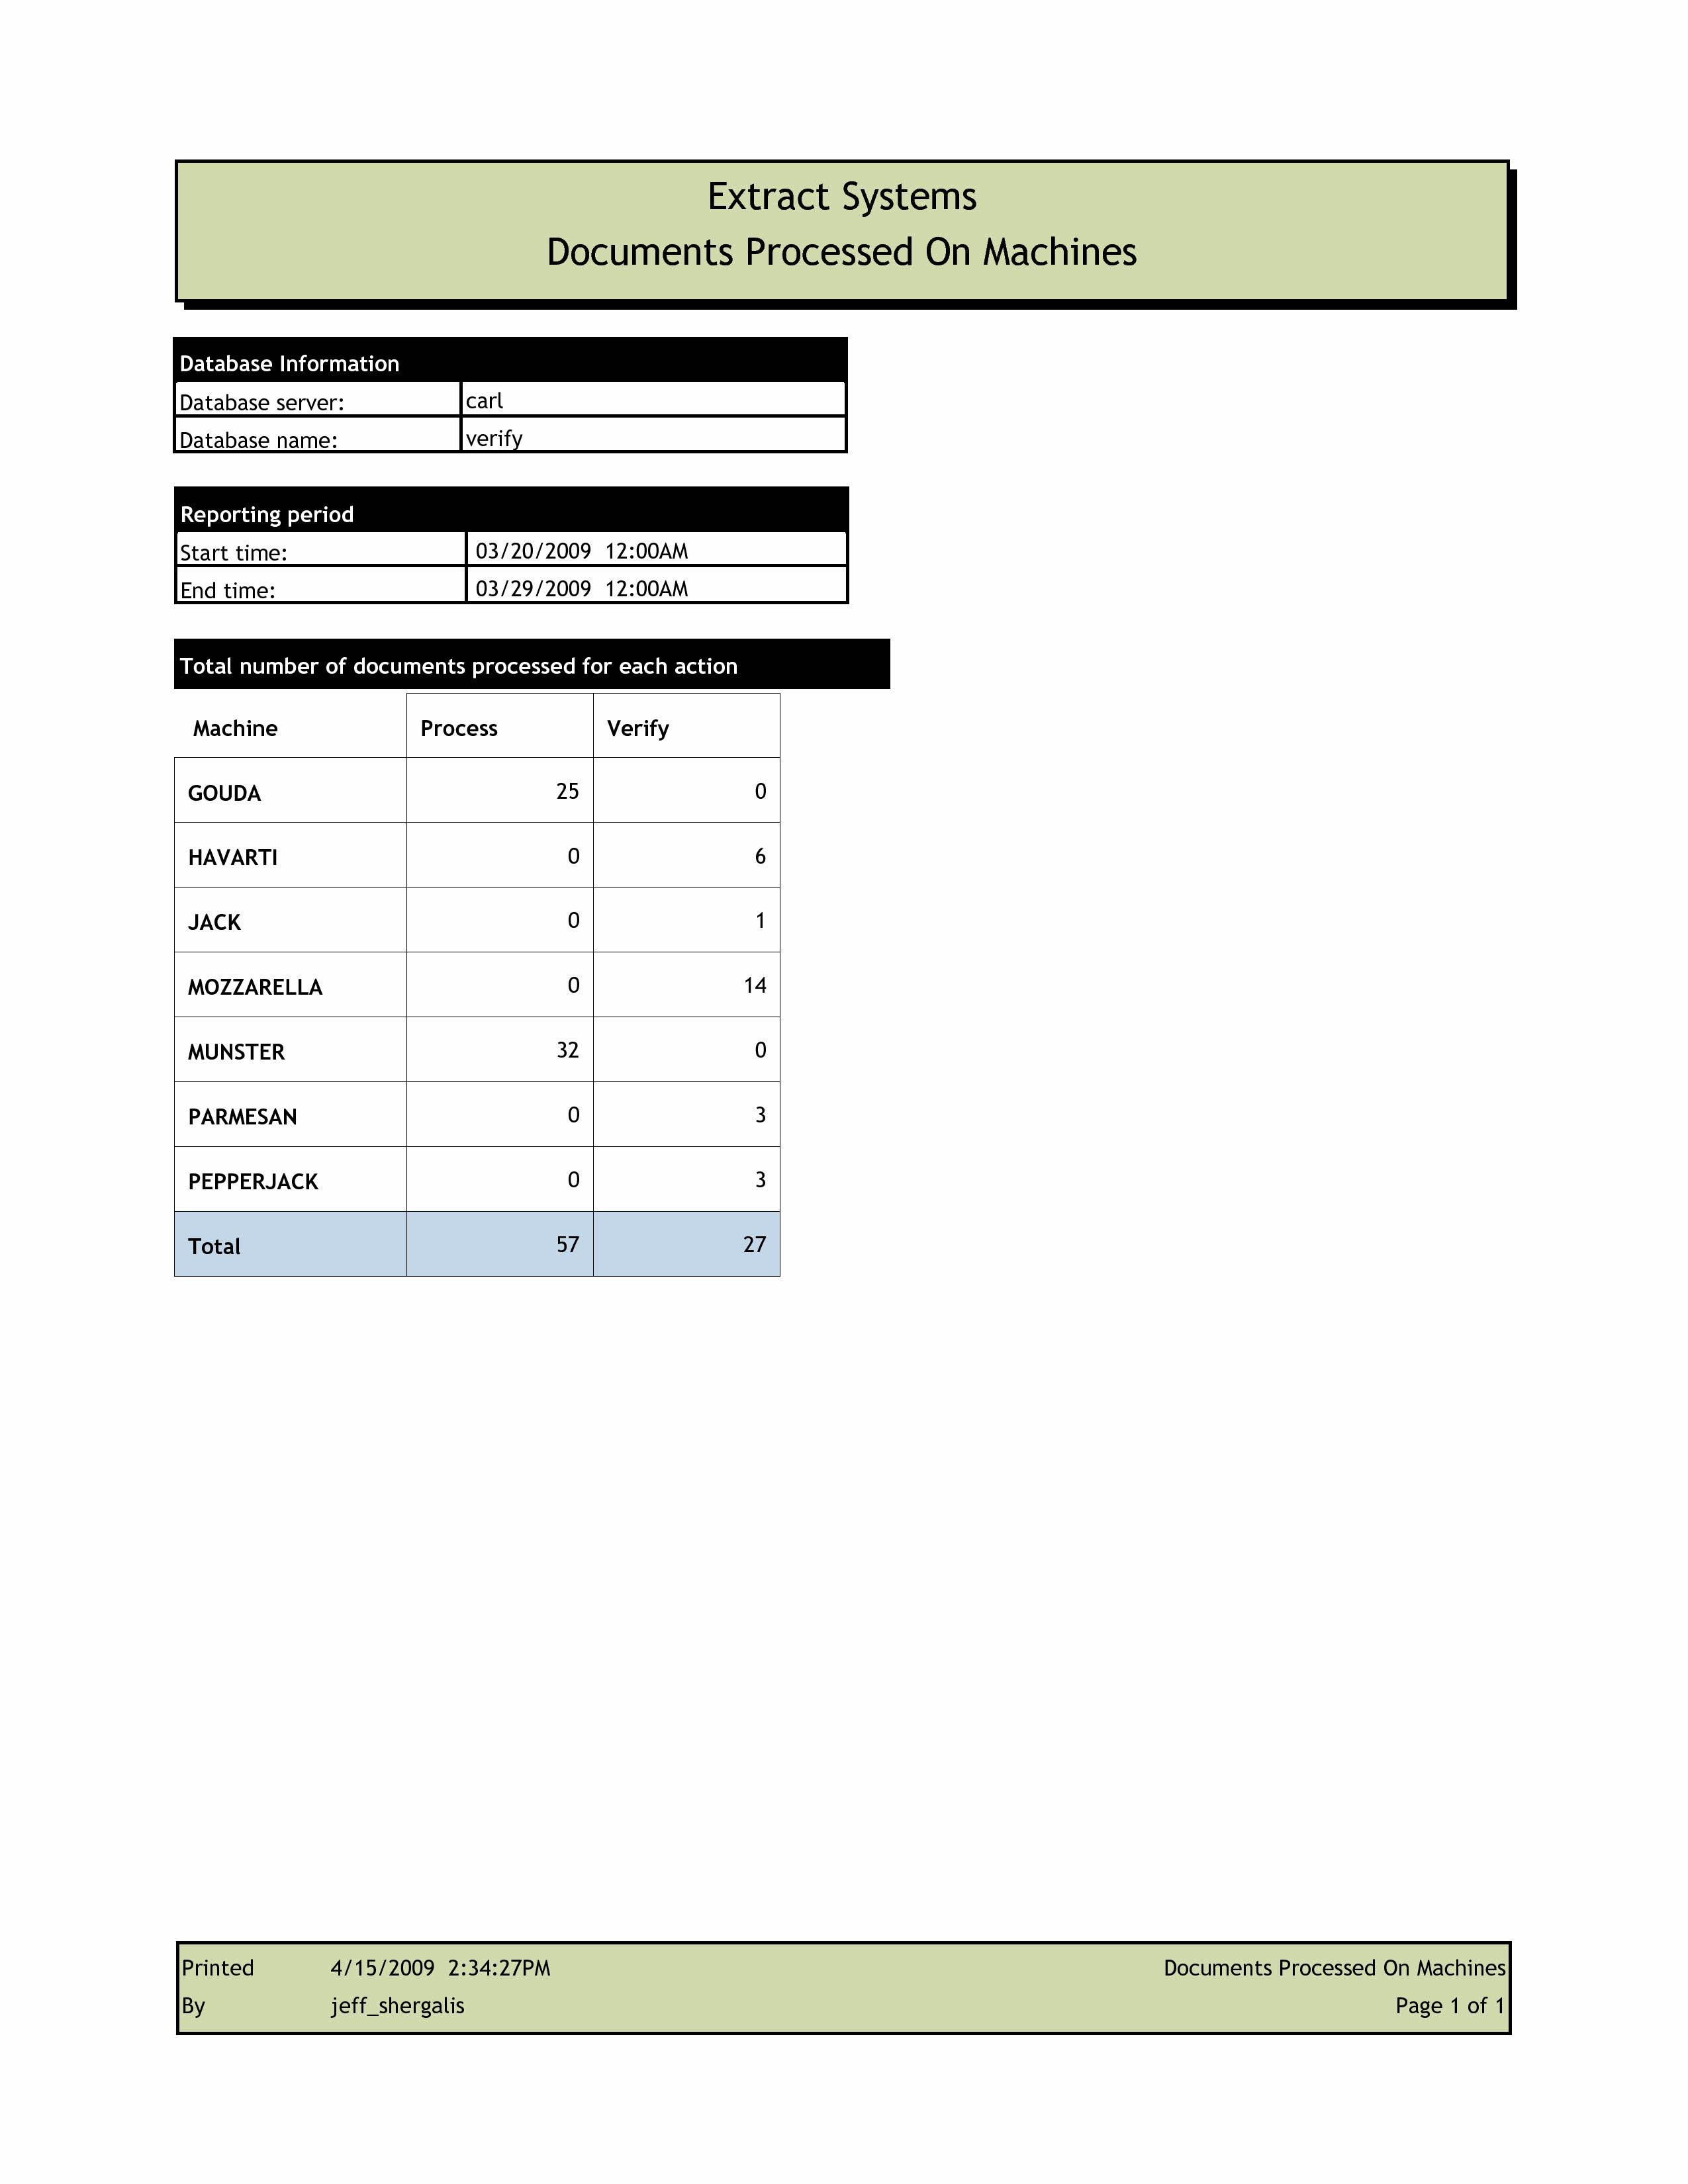 Extract Systems
Documents Processed On Machines
Database Information
Database server: carl
Database name: verify
Reporting period
Start time: 03/20/2009 12:00AM
End time: 03/29/2009 12:00AM
Total number of documents processed for each action
Machine Process Verify
GOUDA 25 0
HAVARTI 0 6
JACK 0 1
MOZZARELLA 0 14
MUNSTER 32 0
PARMESAN 0 3
PEPPERJACK 0 3
Total 57 27
Printed 4/15/2009 2:34:27PM Documents Processed On Machines
By jeff_shergalis Page 1 of 1